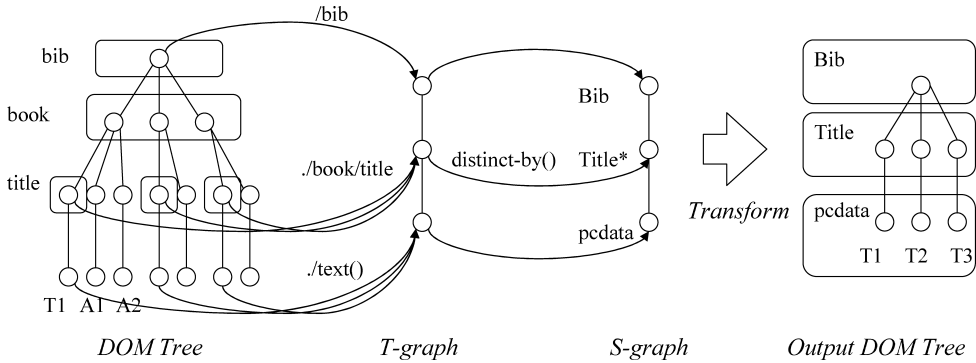 /bib
bib
Bib
Bib
book
Title
./book/title
distinct-by()
Title*
title
Transform
pcdata
pcdata
./text()
T1 A1 A2
T1 T2 T3
DOM Tree
T-graph
S-graph
Output DOM Tree